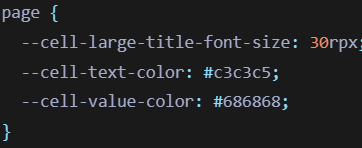 page {
--cell-large-title-font-size: 30rpx;
--cell-text-color: #c3c3c5;
--cell-value-color: #686868;
}